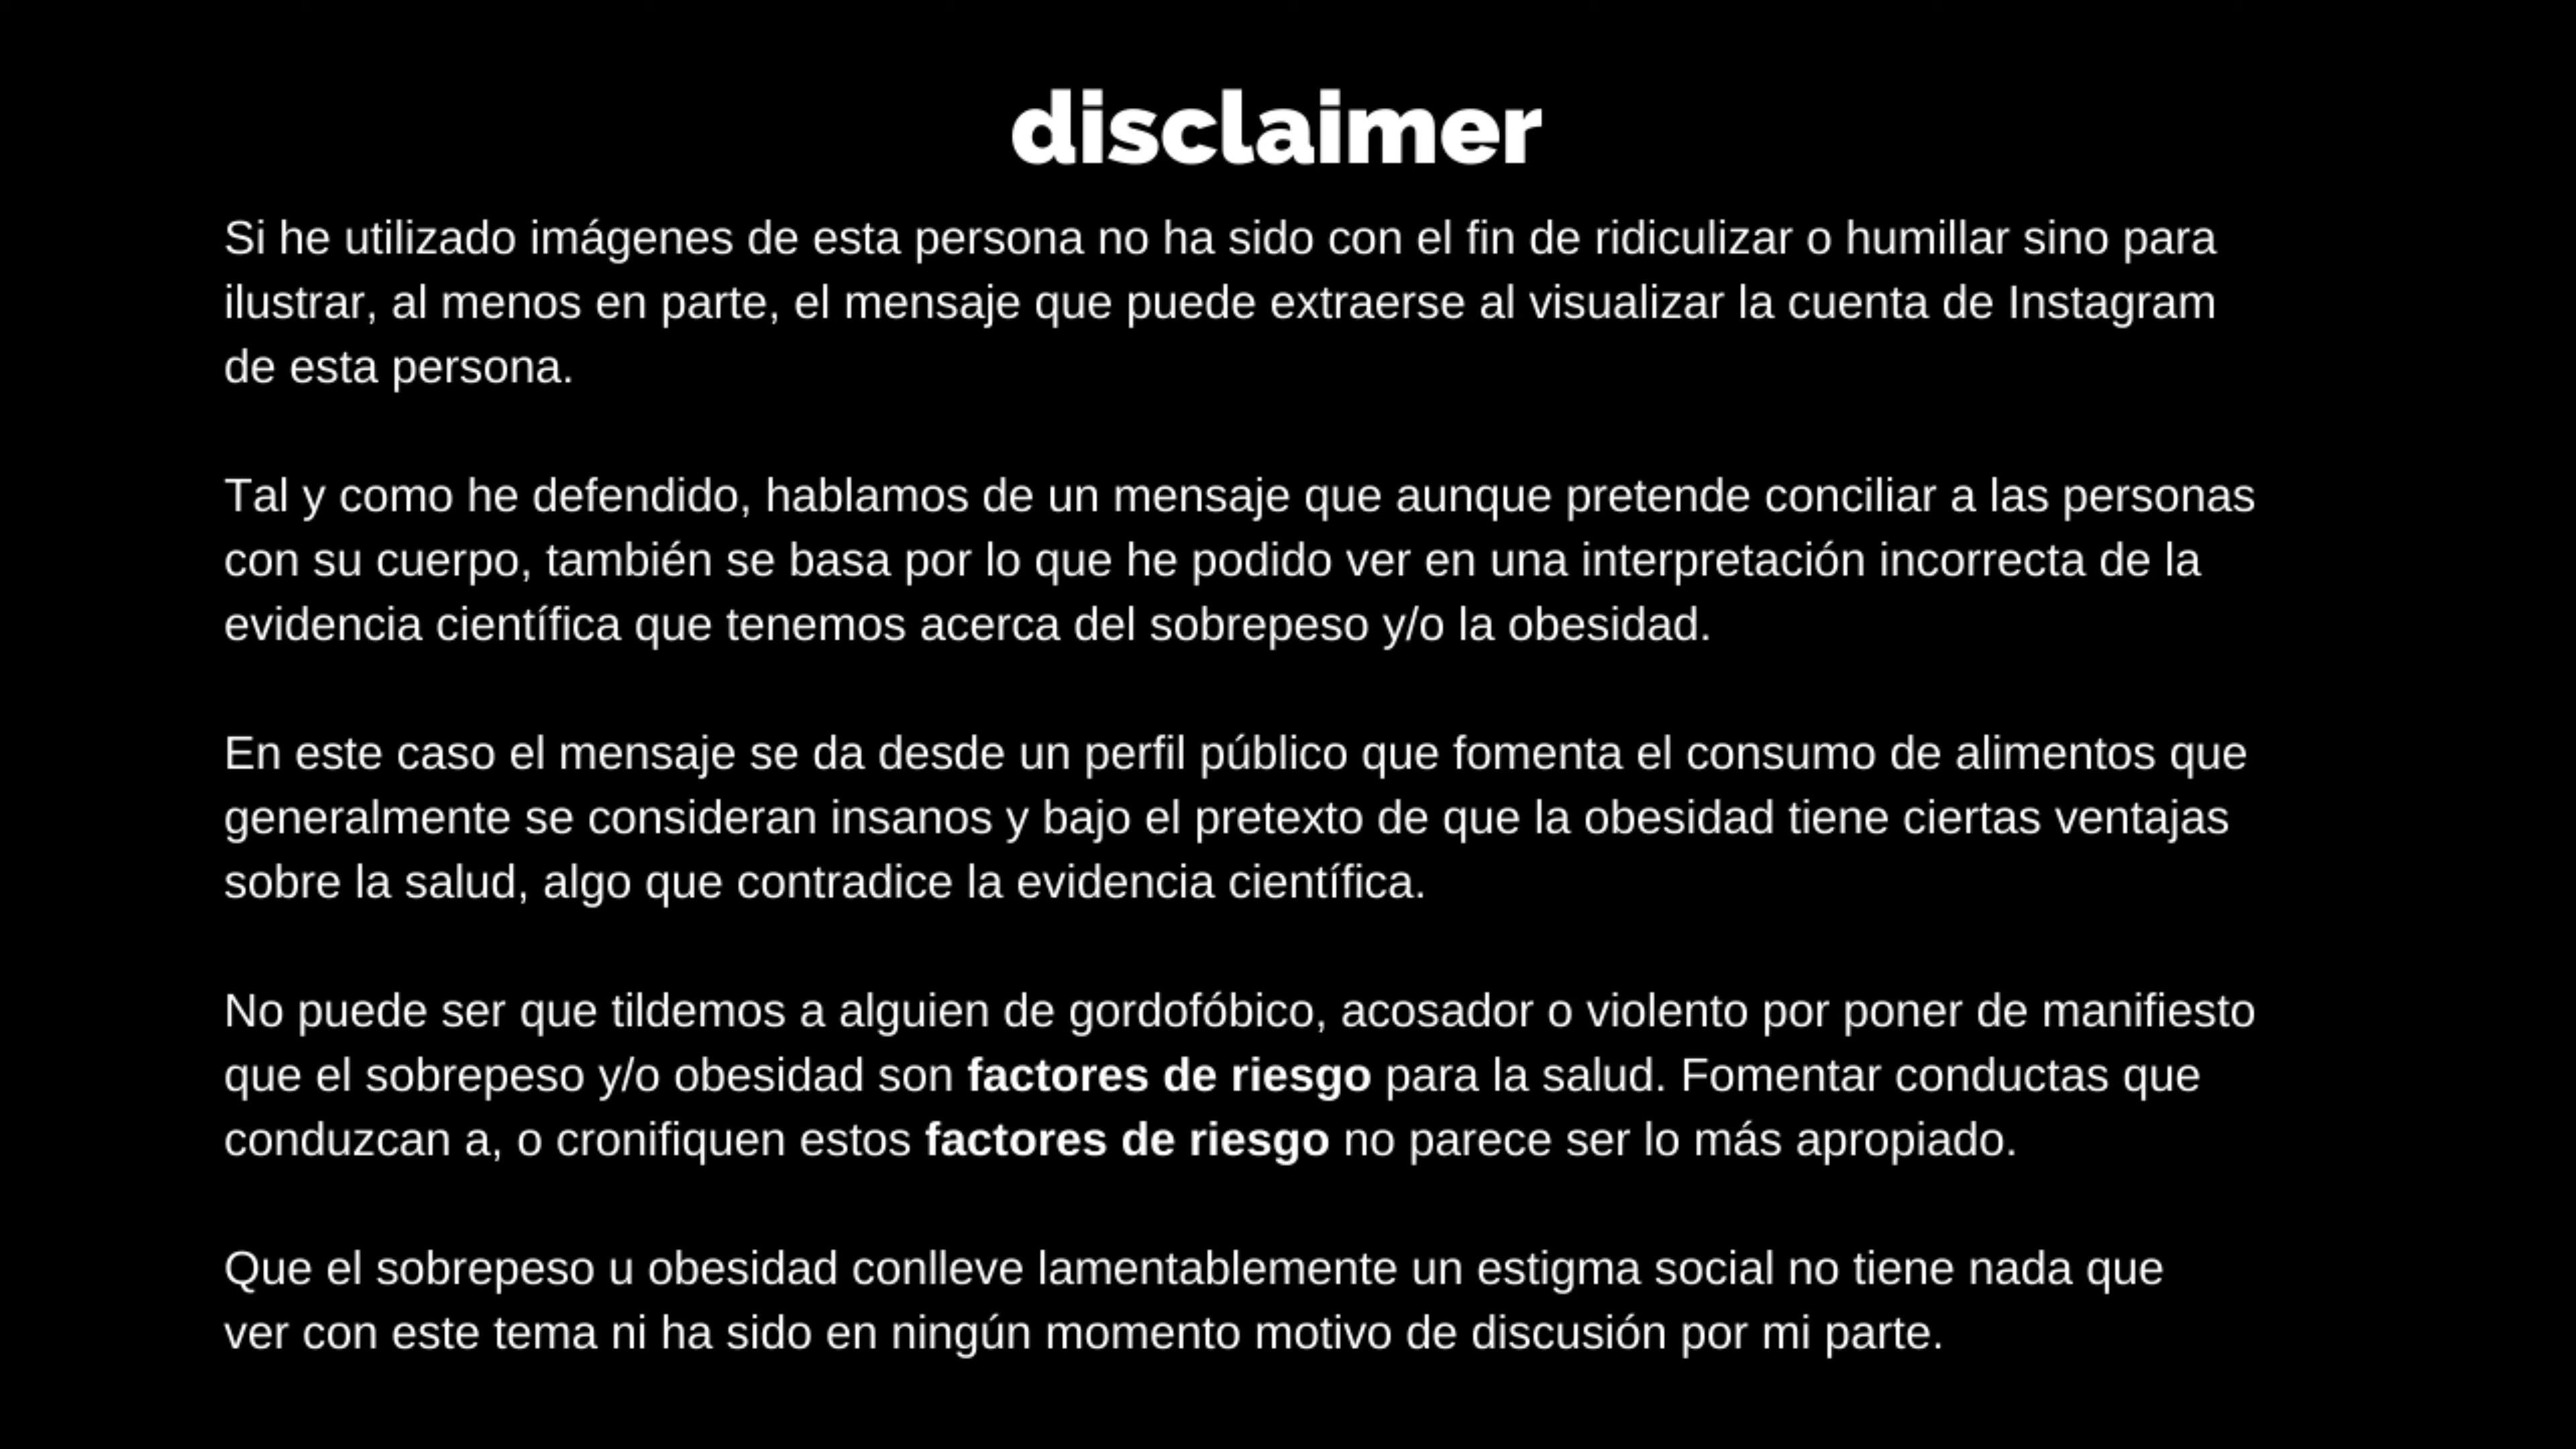 disclaimer
Si he utilizado imágenes de esta persona no ha sido con el fin de ridiculizar o humillar sino para
ilustrar, al menos en parte, el mensaje que puede extraerse al visualizar la cuenta de Instagram
de esta persona.
Tal y como he defendido, hablamos de un mensaje que aunque pretende conciliar a las personas
con su cuerpo, también se basa por lo que he podido ver en una interpretación incorrecta de la
evidencia científica que tenemos acerca del sobrepeso y/o la obesidad.
En este caso el mensaje se da desde un perfil público que fomenta el consumo de alimentos que
generalmente se consideran insanos y bajo el pretexto de que la obesidad tiene ciertas ventajas
sobre la salud, algo que contradice la evidencia científica.
No puede ser que tildemos a alguien de gordofóbico, acosador o violento por poner de manifiesto
que el sobrepeso y/o obesidad son factores de riesgo para la salud. Fomentar conductas que
conduzcan a, o cronifiquen estos factores de riesgo no parece ser lo más apropiado.
Que el sobrepeso u obesidad conlleve lamentablemente un estigma social no tiene nada que
ver con este tema ni ha sido en ningún momento motivo de discusión por mi parte.